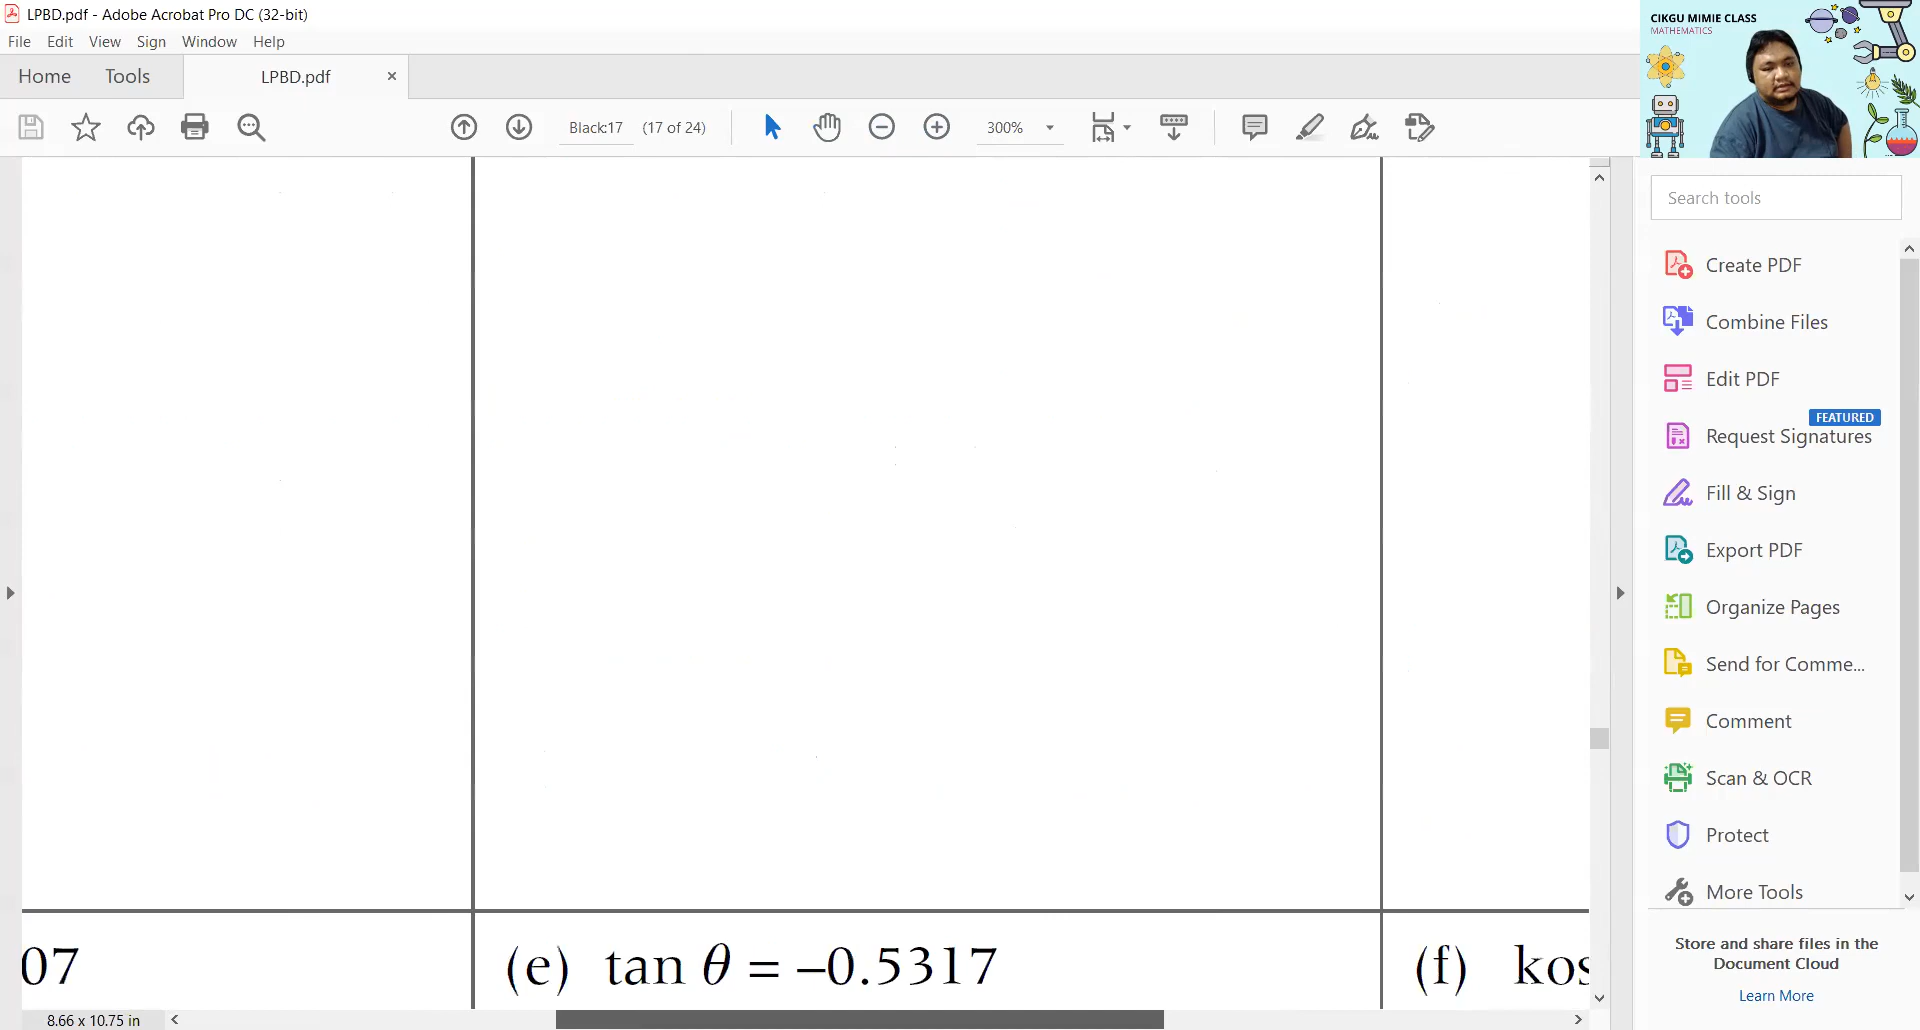 LPBD.pdf - Adobe Acrobat Pro DC (32-bit)
File Edit View Sign Window Help
Home Tools LPBD.pdf ×
Black:17 (17 of 24) 300%
CIKGU MIMIE CLASS
MATHEMATICS
Search tools
Create PDF
Combine Files
Edit PDF
FEATURED
Request Signatures
Fill & Sign
Export PDF
Organize Pages
Send for Comme...
Comment
Scan & OCR
Protect
More Tools
Store and share files in the
Document Cloud
Learn More
07
(e) tan θ = –0.5317
(f) kos
8.66 x 10.75 in